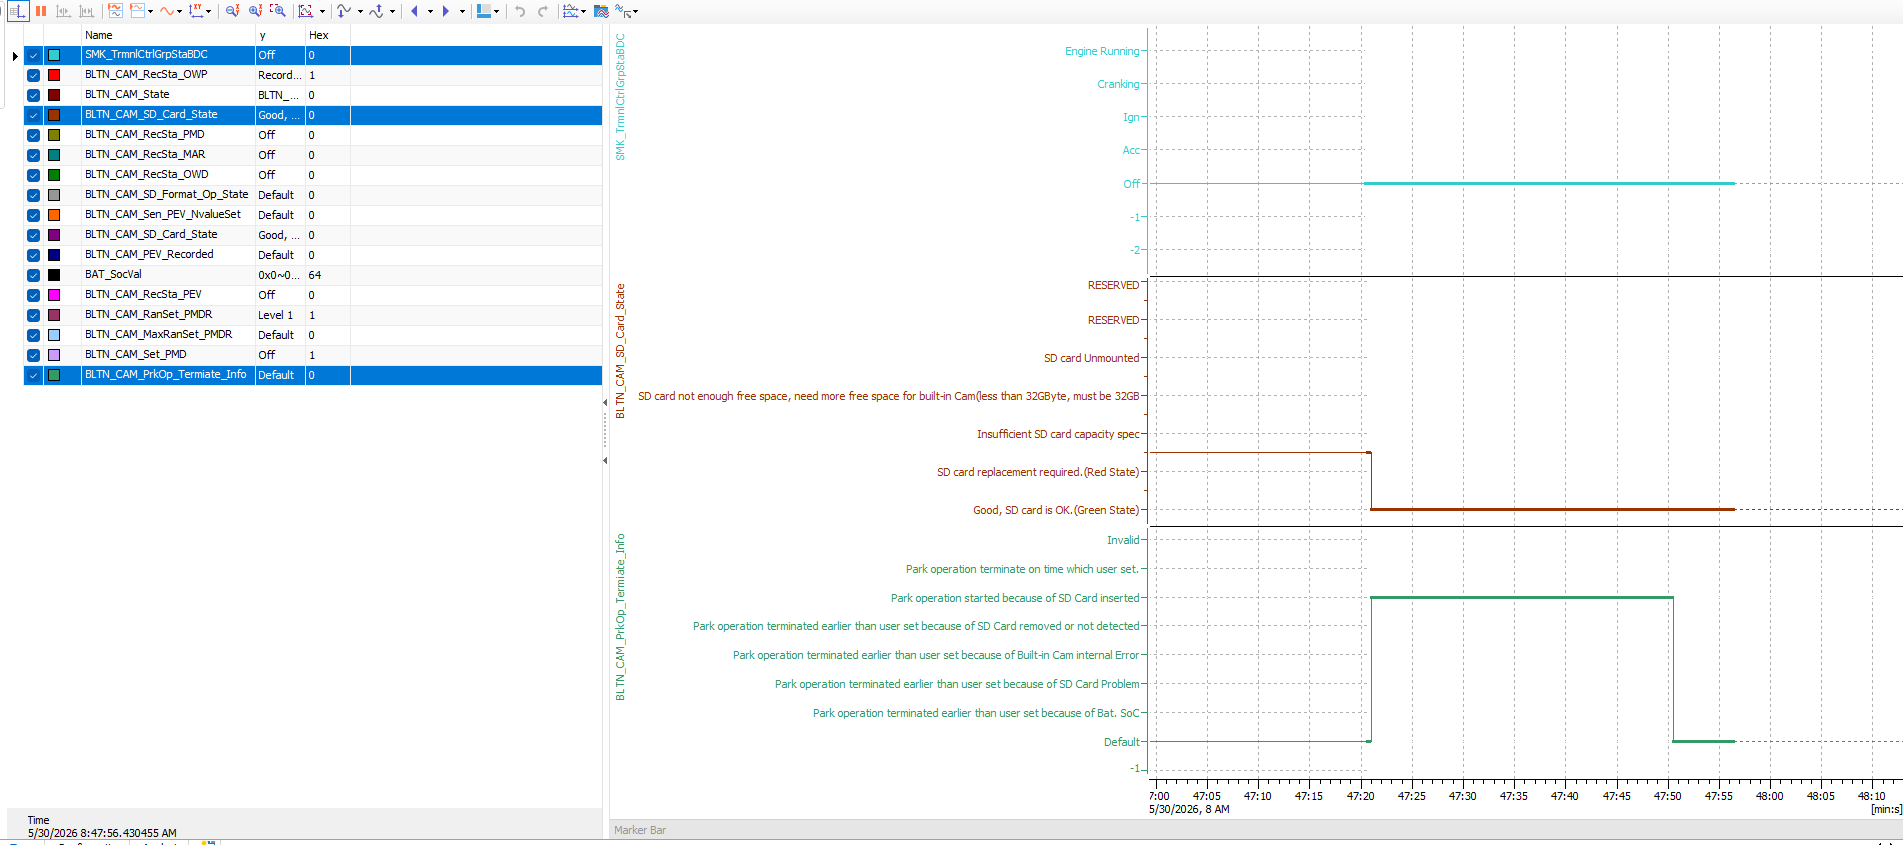 Name y Hex
SMK_TrmnlCtrlGrpStaBDC Off 0
BLTN_CAM_RecSta_OWP Record... 1
BLTN_CAM_State BLTN_... 0
BLTN_CAM_SD_Card_State Good, ... 0
BLTN_CAM_RecSta_PMD Off 0
BLTN_CAM_RecSta_MAR Off 0
BLTN_CAM_RecSta_OWD Off 0
BLTN_CAM_SD_Format_Op_State Default 0
BLTN_CAM_Sen_PEV_NvalueSet Default 0
BLTN_CAM_SD_Card_State Good, ... 0
BLTN_CAM_PEV_Recorded Default 0
BAT_SocVal 0x0~0... 64
BLTN_CAM_RecSta_PEV Off 0
BLTN_CAM_RanSet_PMDR Level 1 1
BLTN_CAM_MaxRanSet_PMDR Default 0
BLTN_CAM_Set_PMD Off 1
BLTN_CAM_PrkOp_Termiate_Info Default 0
Time
5/30/2026 8:47:56.430455 AM
SMK_TrmnlCtrlGrpStaBDC
Engine Running
Cranking
Ign
Acc
Off
-1
-2
BLTN_CAM_SD_Card_State
RESERVED
RESERVED
SD card Unmounted
SD card not enough free space, need more free space for built-in Cam(less than 32GByte, must be 32GB
Insufficient SD card capacity spec
SD card replacement required.(Red State)
Good, SD card is OK.(Green State)
BLTN_CAM_PrkOp_Termiate_Info
Invalid
Park operation terminate on time which user set.
Park operation started because of SD Card inserted
Park operation terminated earlier than user set because of SD Card removed or not detected
Park operation terminated earlier than user set because of Built-in Cam internal Error
Park operation terminated earlier than user set because of SD Card Problem
Park operation terminated earlier than user set because of Bat. SoC
Default
-1
7:00 47:05 47:10 47:15 47:20 47:25 47:30 47:35 47:40 47:45 47:50 47:55 48:00 48:05 48:10
5/30/2026, 8 AM [min:s]
Marker Bar